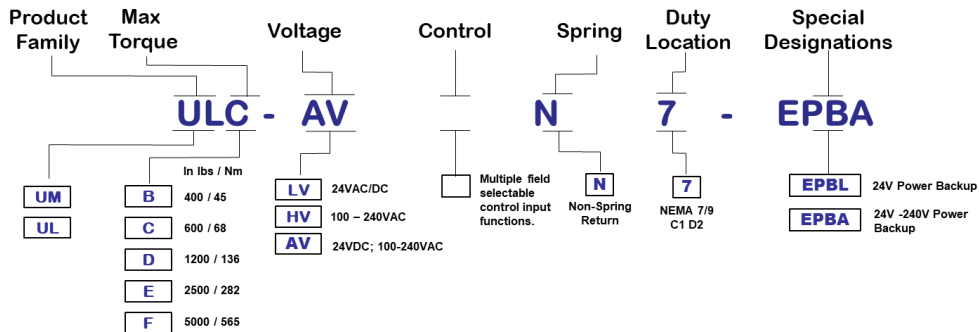 Product Family
Max Torque
Voltage
Control
Spring
Duty Location
Special Designations
ULC - AV N 7 - EPBA
UM
UL
In lbs / Nm
B 400 / 45
C 600 / 68
D 1200 / 136
E 2500 / 282
F 5000 / 565
LV 24VAC/DC
HV 100 – 240VAC
AV 24VDC; 100-240VAC
Multiple field
selectable
control input
functions.
N
Non-Spring
Return
7
NEMA 7/9
C1 D2
EPBL 24V Power Backup
EPBA 24V -240V Power
Backup